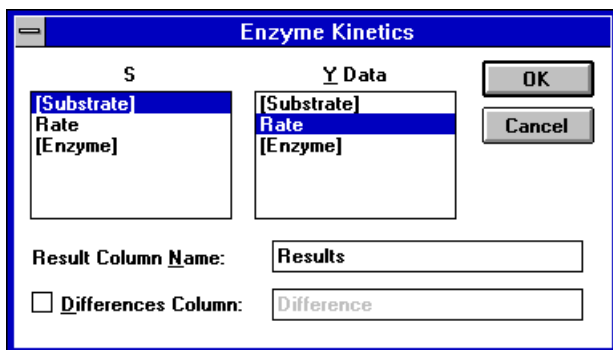 Enzyme Kinetics
S
[Substrate]
Rate
[Enzyme]
Y Data
[Substrate]
Rate
[Enzyme]
OK
Cancel
Result Column Name:
Results
Differences Column:
Difference